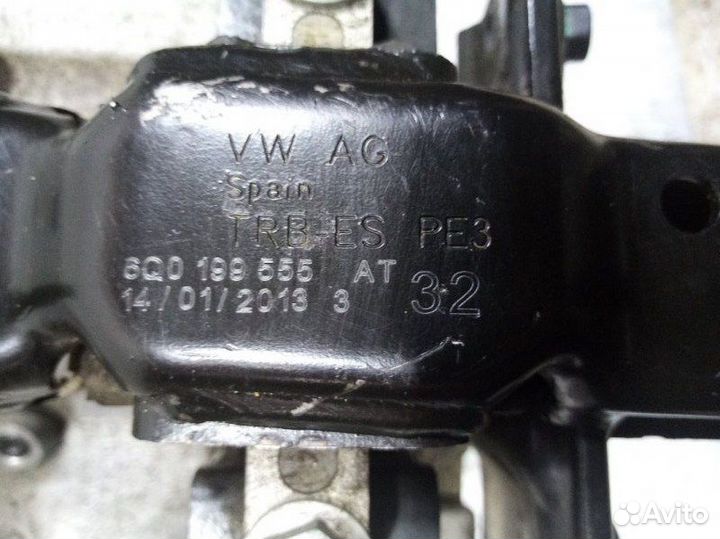 VW AG
Spain
TRB-ES PE3
6Q0 199 555 AT 32
14/01/2013 3
Avito